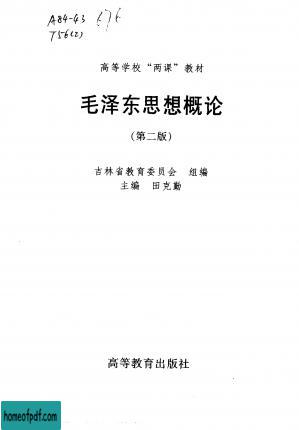 A84-43
T56(2)
高等学校“两课”教材
毛泽东思想概论
(第二版)
吉林省教育委员会 组编
主编 田克勤
高等教育出版社
homeofpdf.com